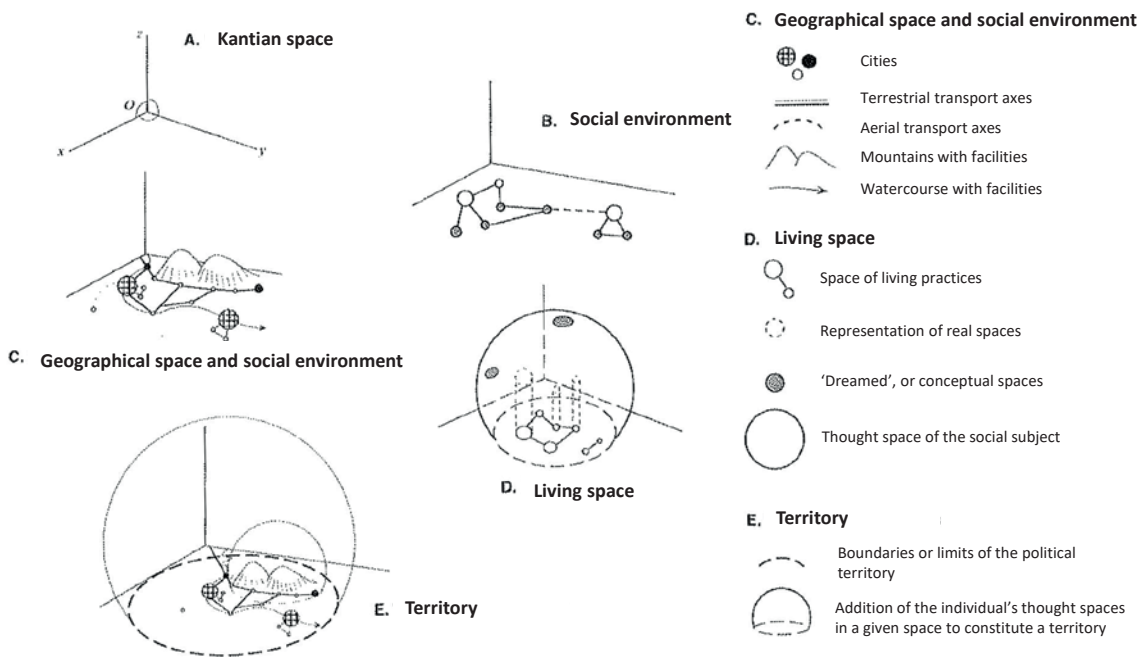 z
A. Kantian space
O
x
y
B. Social environment
C. Geographical space and social environment
D. Living space
E. Territory
C. Geographical space and social environment
Cities
Terrestrial transport axes
Aerial transport axes
Mountains with facilities
Watercourse with facilities
D. Living space
Space of living practices
Representation of real spaces
‘Dreamed’, or conceptual spaces
Thought space of the social subject
E. Territory
Boundaries or limits of the political
territory
Addition of the individual’s thought spaces
in a given space to constitute a territory